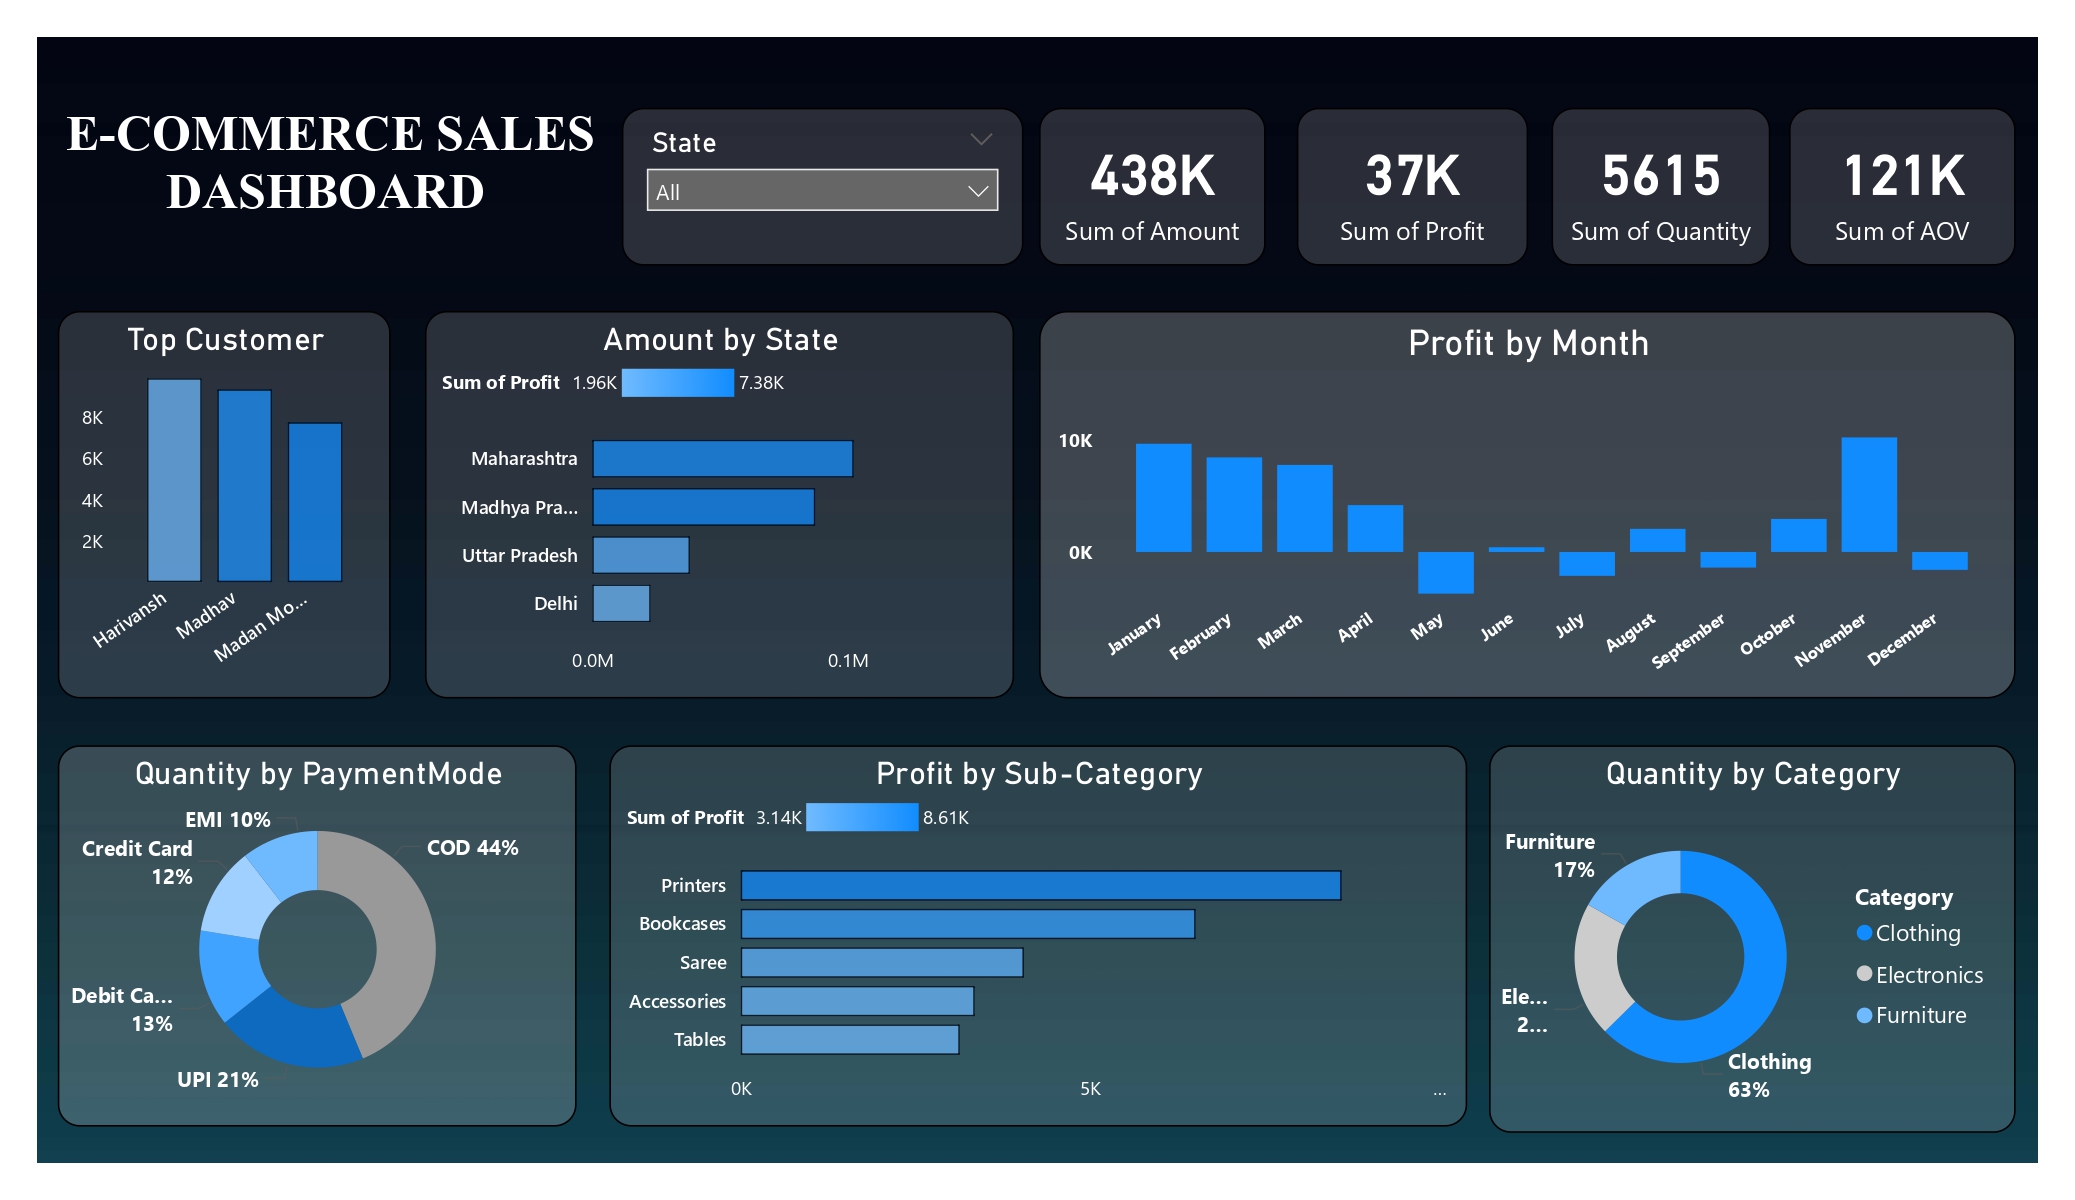 E-COMMERCE SALES
DASHBOARD
State
All
438K
Sum of Amount
37K
Sum of Profit
5615
Sum of Quantity
121K
Sum of AOV
Top Customer
8K
6K
4K
2K
Harivansh
Madhav
Madan Mo...
Amount by State
Sum of Profit 1.96K 7.38K
Maharashtra
Madhya Pra...
Uttar Pradesh
Delhi
0.0M 0.1M
Profit by Month
10K
0K
January
February
March
April
May
June
July
August
September
October
November
December
Quantity by PaymentMode
EMI 10%
COD 44%
Credit Card
12%
Debit Ca...
13%
UPI 21%
Profit by Sub-Category
Sum of Profit 3.14K 8.61K
Printers
Bookcases
Saree
Accessories
Tables
0K 5K ...
Quantity by Category
Furniture
17%
Ele...
2...
Clothing
63%
Category
Clothing
Electronics
Furniture